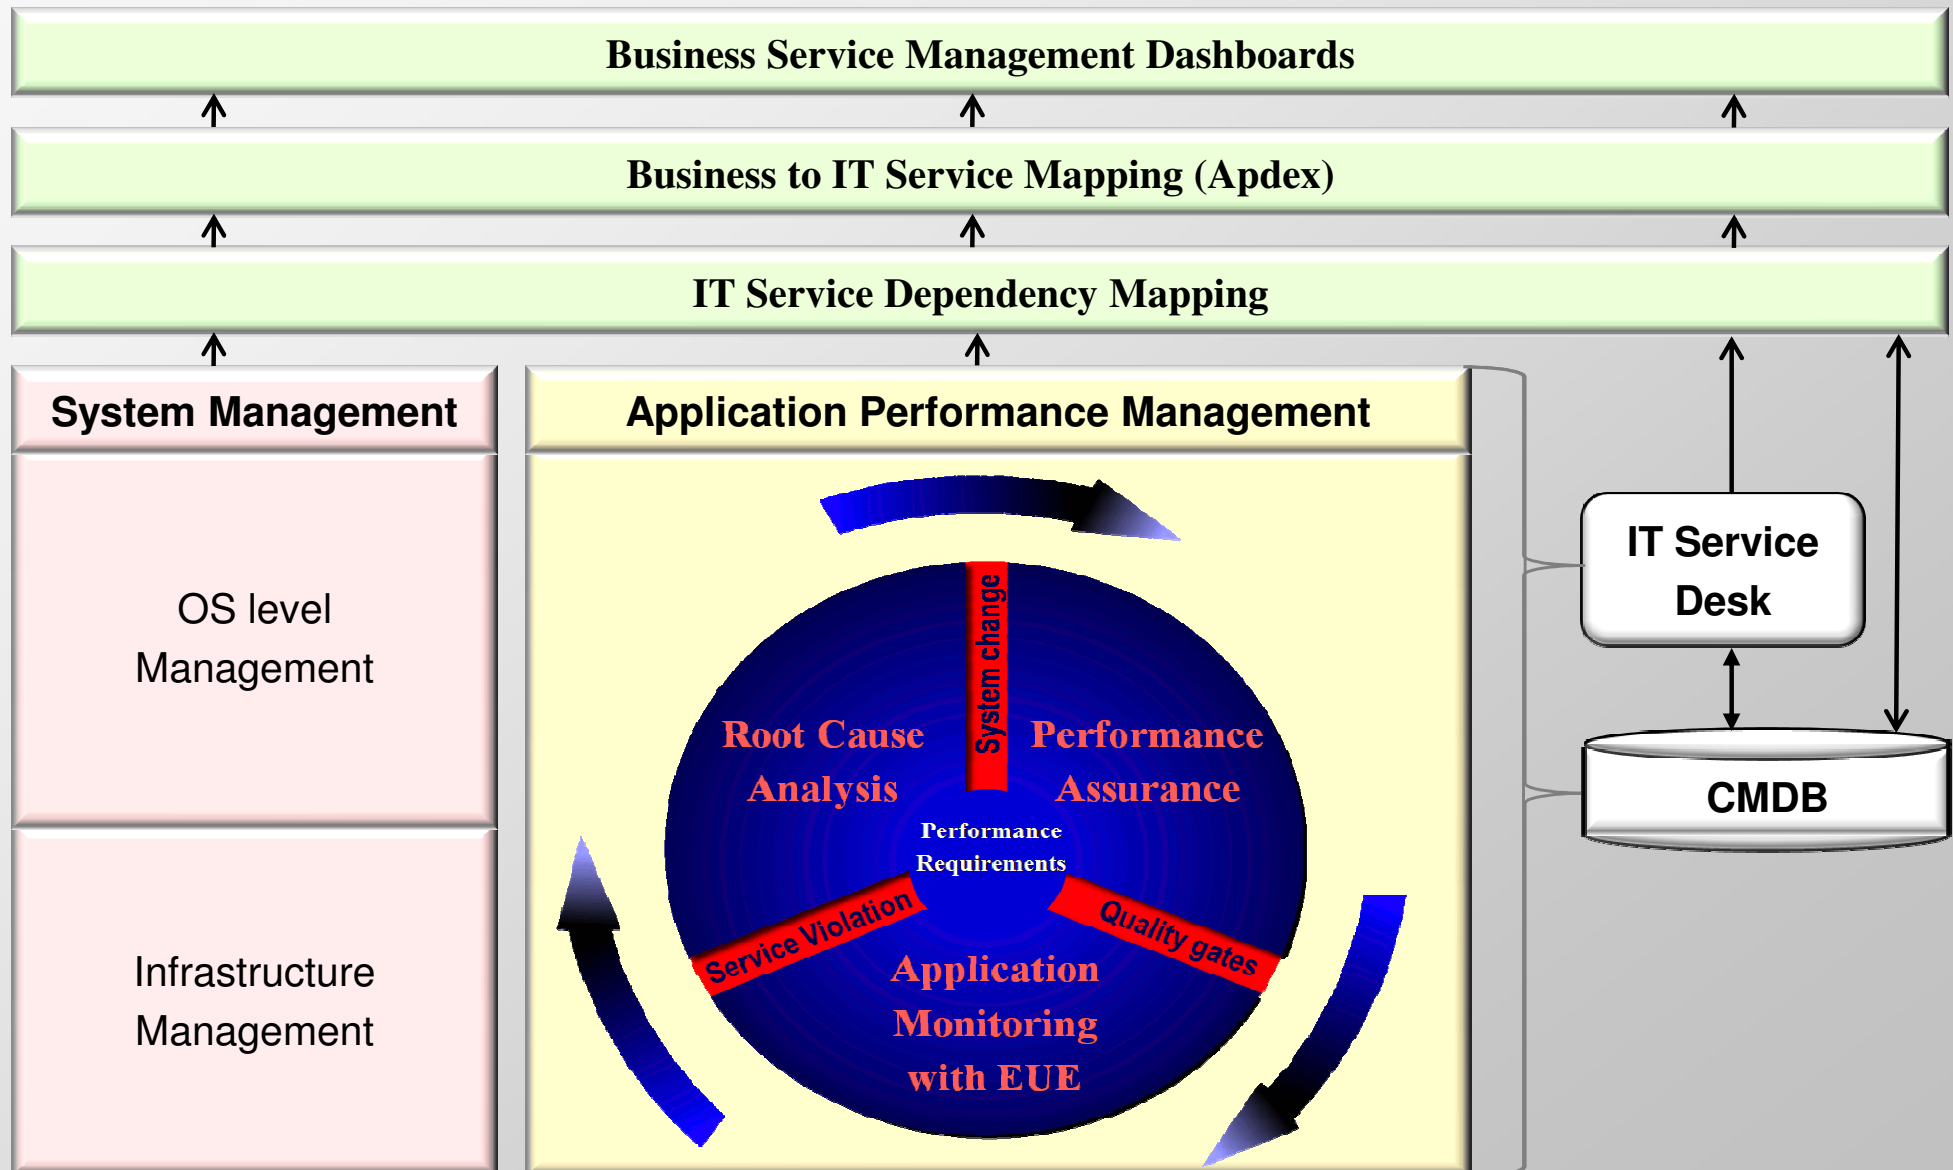 Business Service Management Dashboards
Business to IT Service Mapping (Apdex)
IT Service Dependency Mapping
System Management
OS level
Management
Infrastructure
Management
Application Performance Management
System change
Root Cause
Analysis
Performance
Assurance
Performance
Requirements
Service Violation
Quality gates
Application
Monitoring
with EUE
IT Service
Desk
CMDB